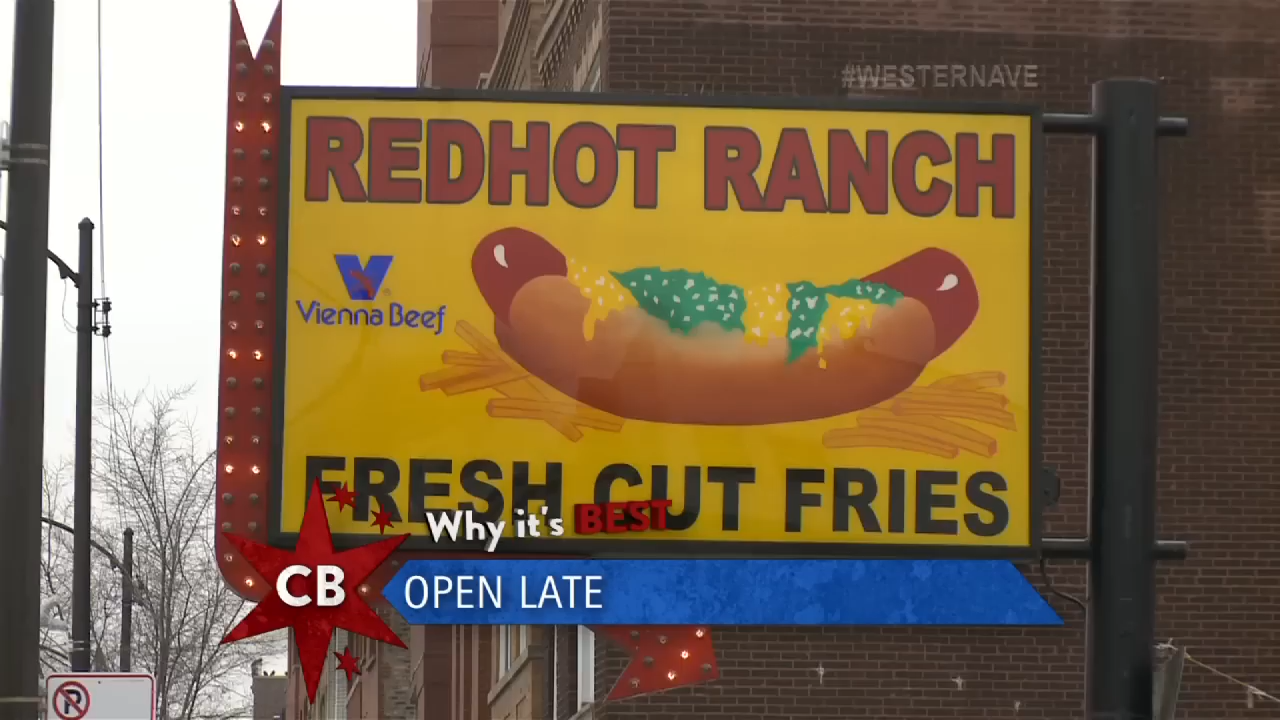 #WESTERNAVE
REDHOT RANCH
Vienna Beef
FRESH CUT FRIES
Why it's BEST
CB
OPEN LATE
P